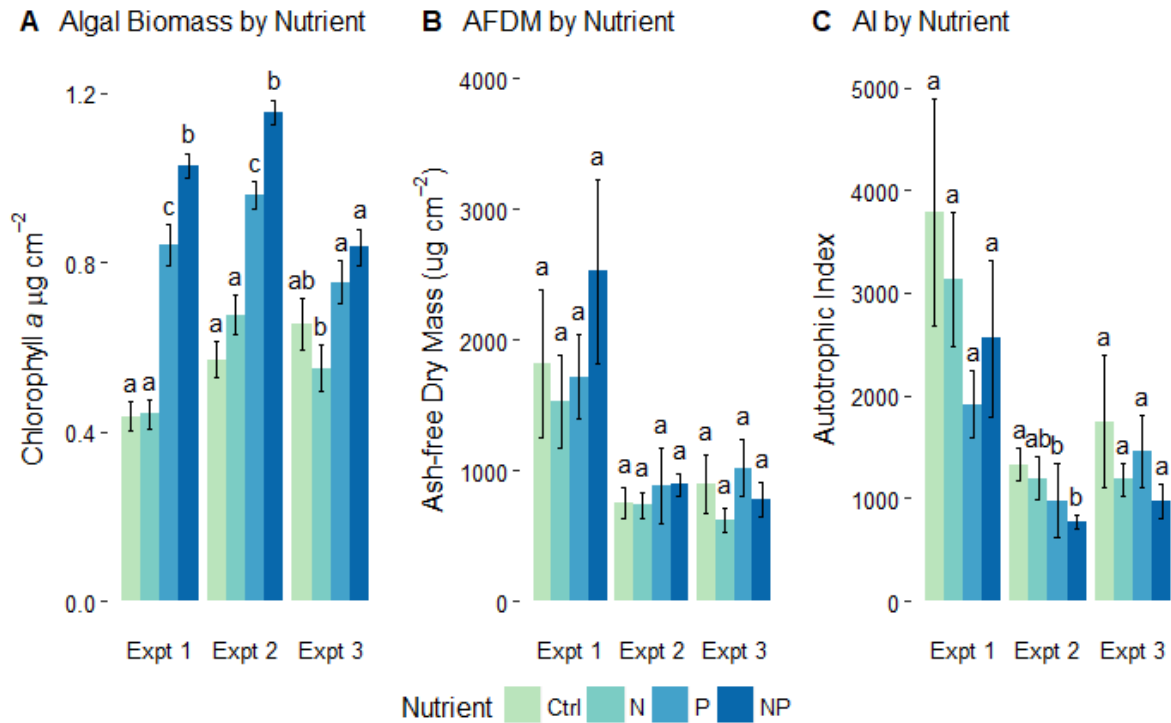 A Algal Biomass by Nutrient
B AFDM by Nutrient
C AI by Nutrient
Chlorophyll a µg cm−2
1.2
0.8
0.4
0.0
a a c b
a a c b
ab b a a
Expt 1 Expt 2 Expt 3
Ash-free Dry Mass (ug cm−2)
4000
3000
2000
1000
0
a a a a
a a a a
a a a a
Expt 1 Expt 2 Expt 3
Autotrophic Index
5000
4000
3000
2000
1000
0
a a a a
a ab b b
a a a a
Expt 1 Expt 2 Expt 3
Nutrient Ctrl N P NP